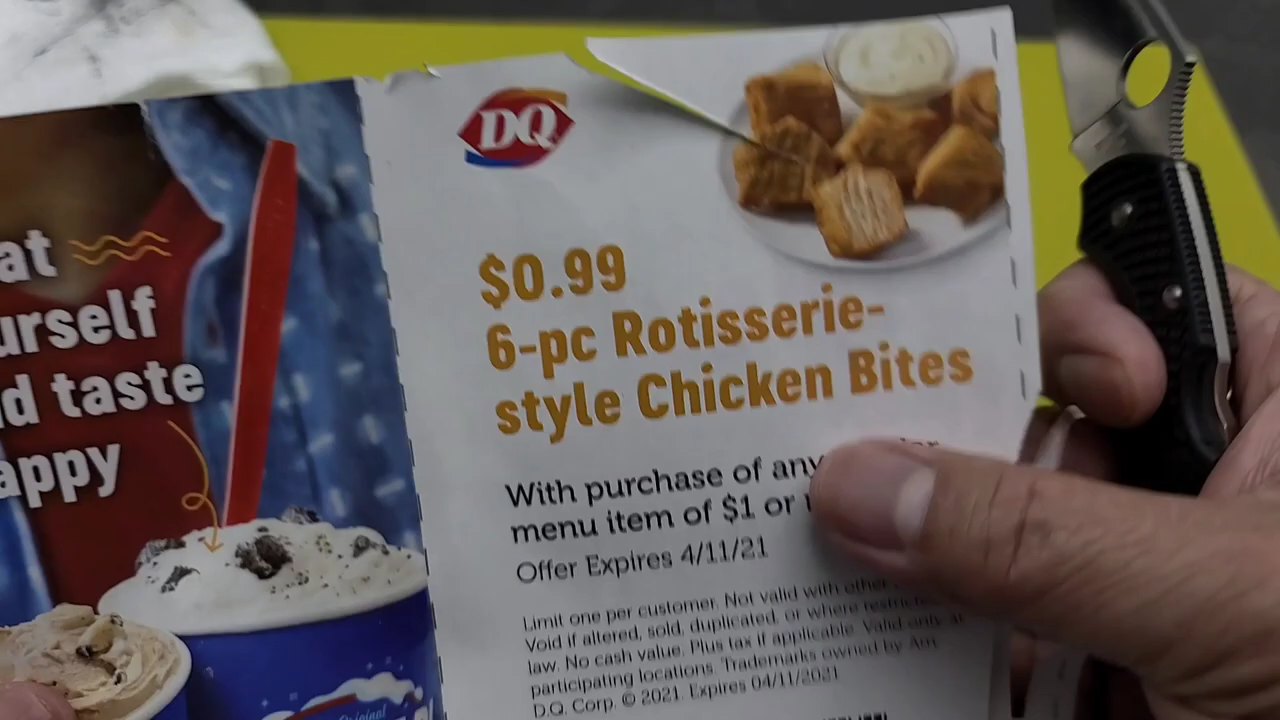 at
urself
d taste
appy
DQ
$0.99
6-pc Rotisserie-
style Chicken Bites
With purchase of any
menu item of $1 or
Offer Expires 4/11/21
Limit one per customer. Not valid with other
Void if altered, sold, duplicated, or where
law. No cash value. Plus tax if applicable. Valid only at
participating locations. Trademarks owned by Am
D.Q. Corp. © 2021. Expires 04/11/2021
Original